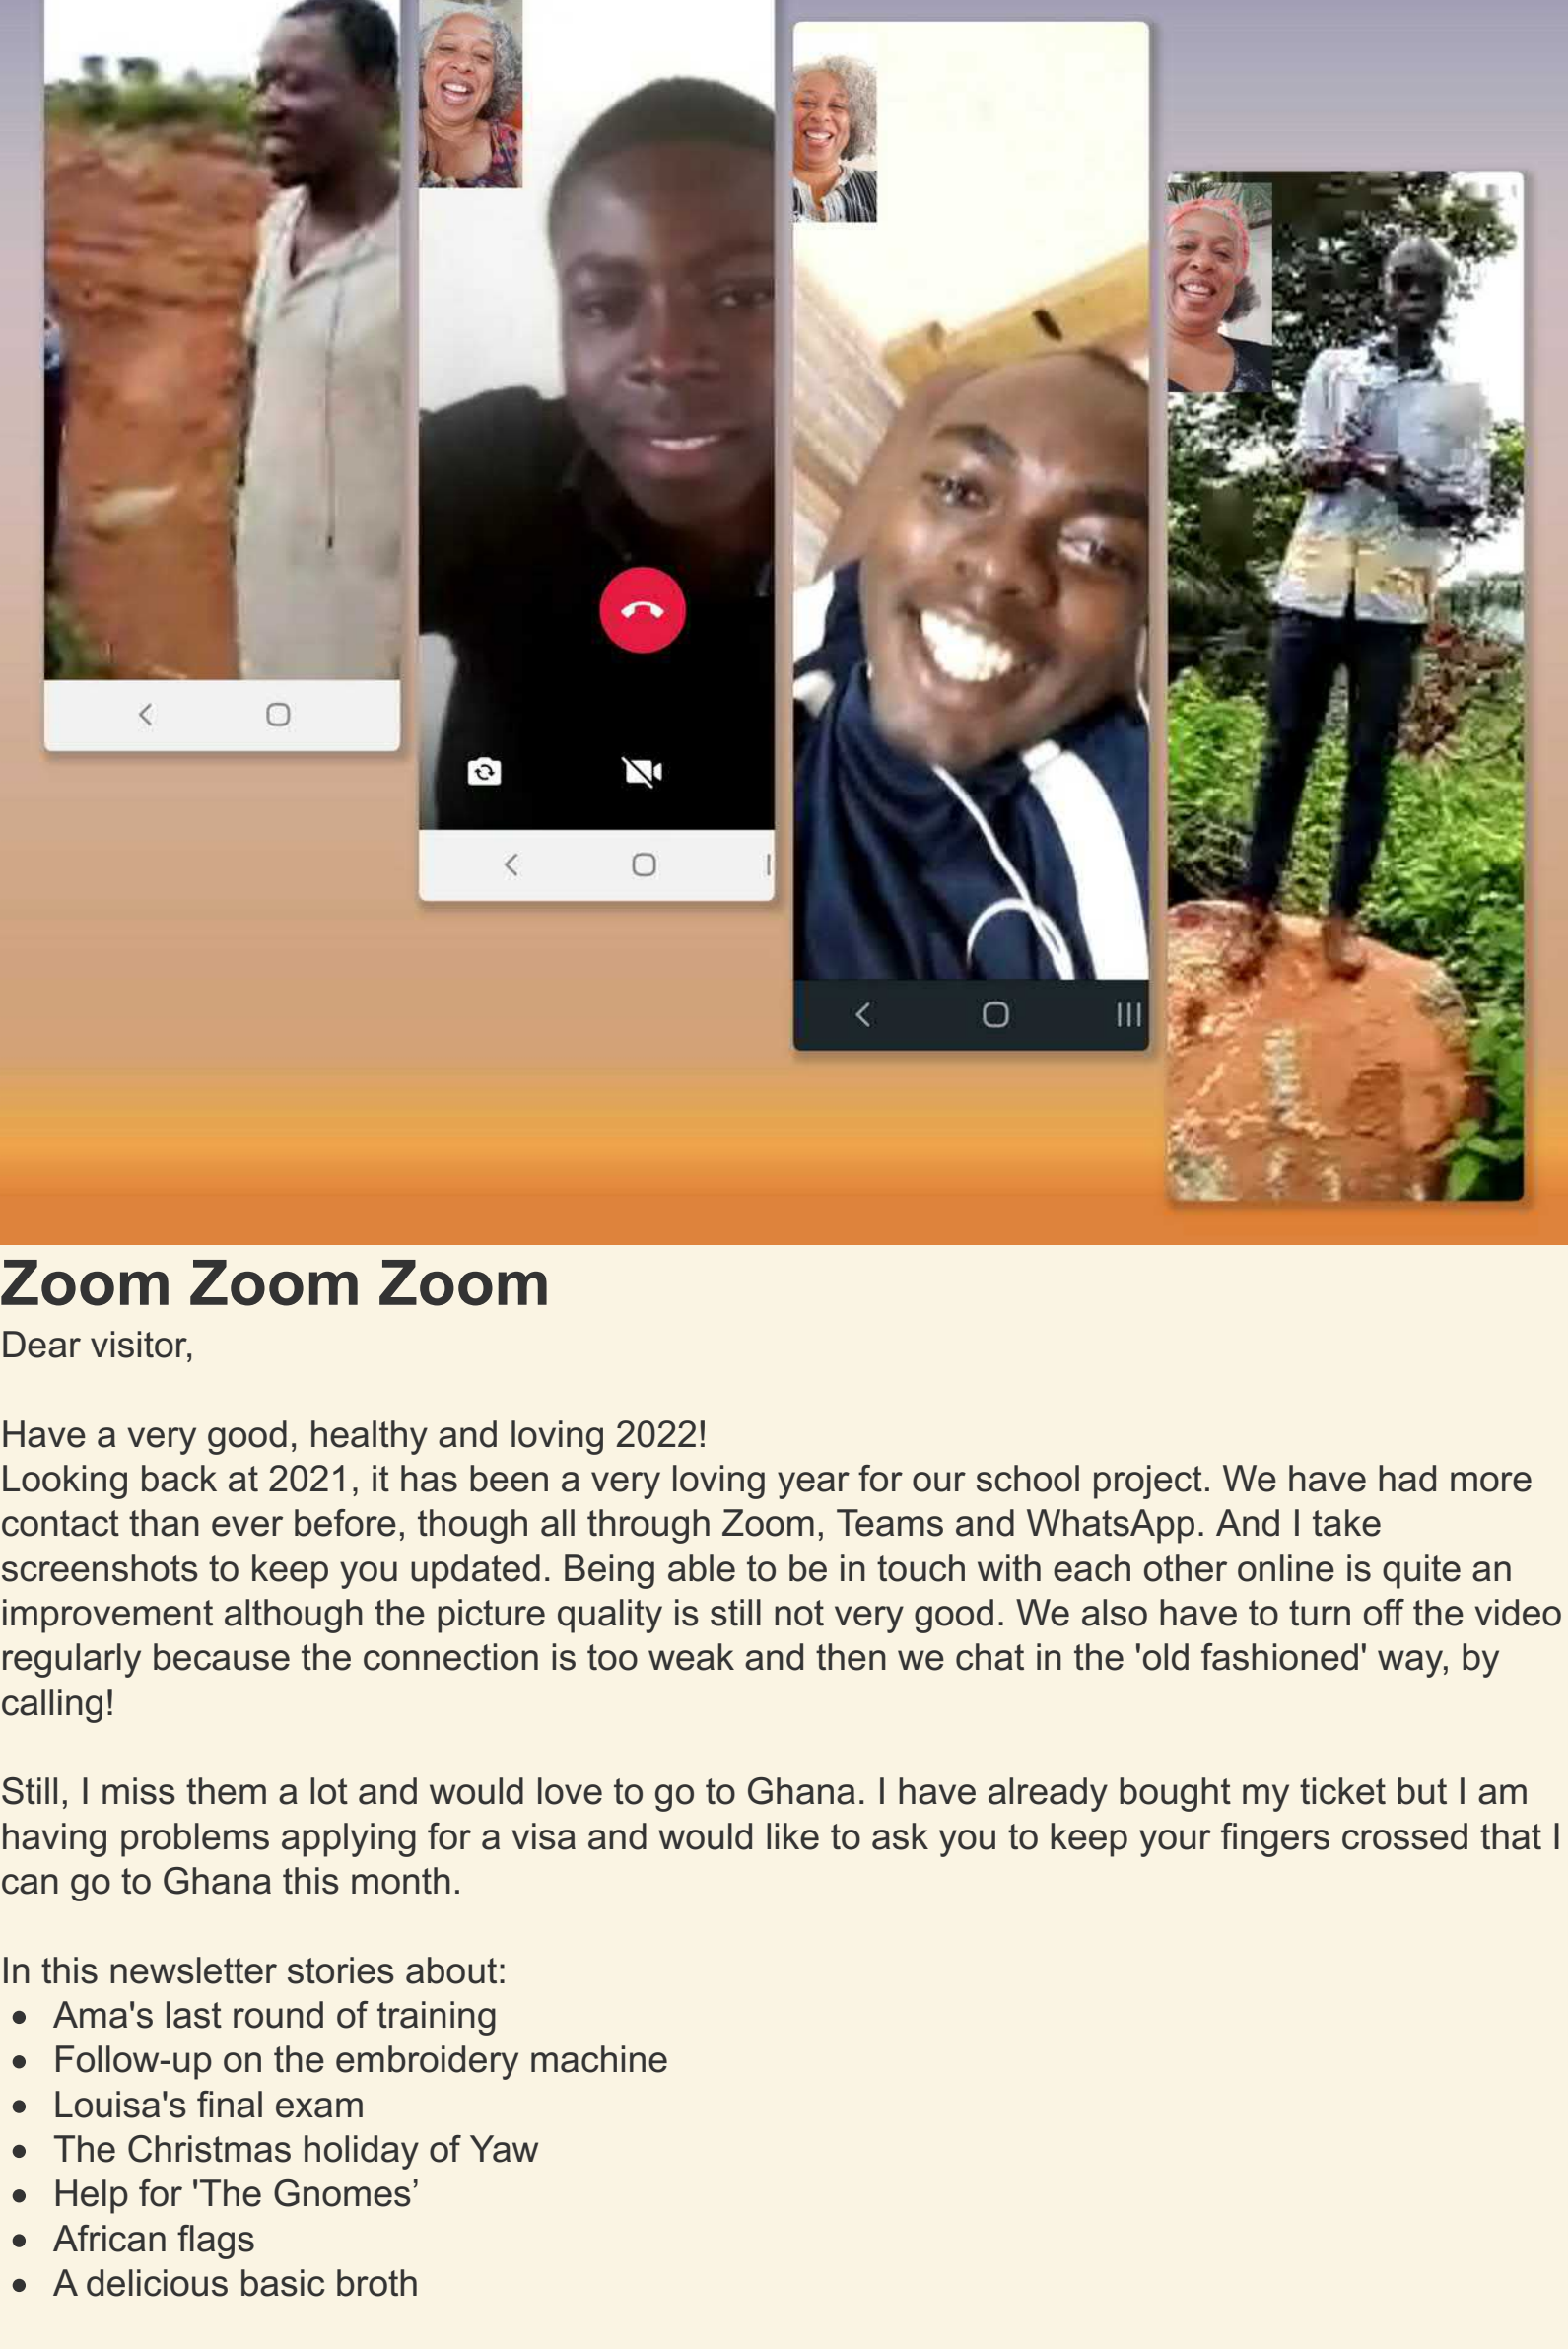 Zoom Zoom Zoom
Dear visitor,
Have a very good, healthy and loving 2022!
Looking back at 2021, it has been a very loving year for our school project. We have had more
contact than ever before, though all through Zoom, Teams and WhatsApp. And I take
screenshots to keep you updated. Being able to be in touch with each other online is quite an
improvement although the picture quality is still not very good. We also have to turn off the video
regularly because the connection is too weak and then we chat in the 'old fashioned' way, by
calling!
Still, I miss them a lot and would love to go to Ghana. I have already bought my ticket but I am
having problems applying for a visa and would like to ask you to keep your fingers crossed that I
can go to Ghana this month.
In this newsletter stories about:
• Ama's last round of training
• Follow-up on the embroidery machine
• Louisa's final exam
• The Christmas holiday of Yaw
• Help for 'The Gnomes’
• African flags
• A delicious basic broth